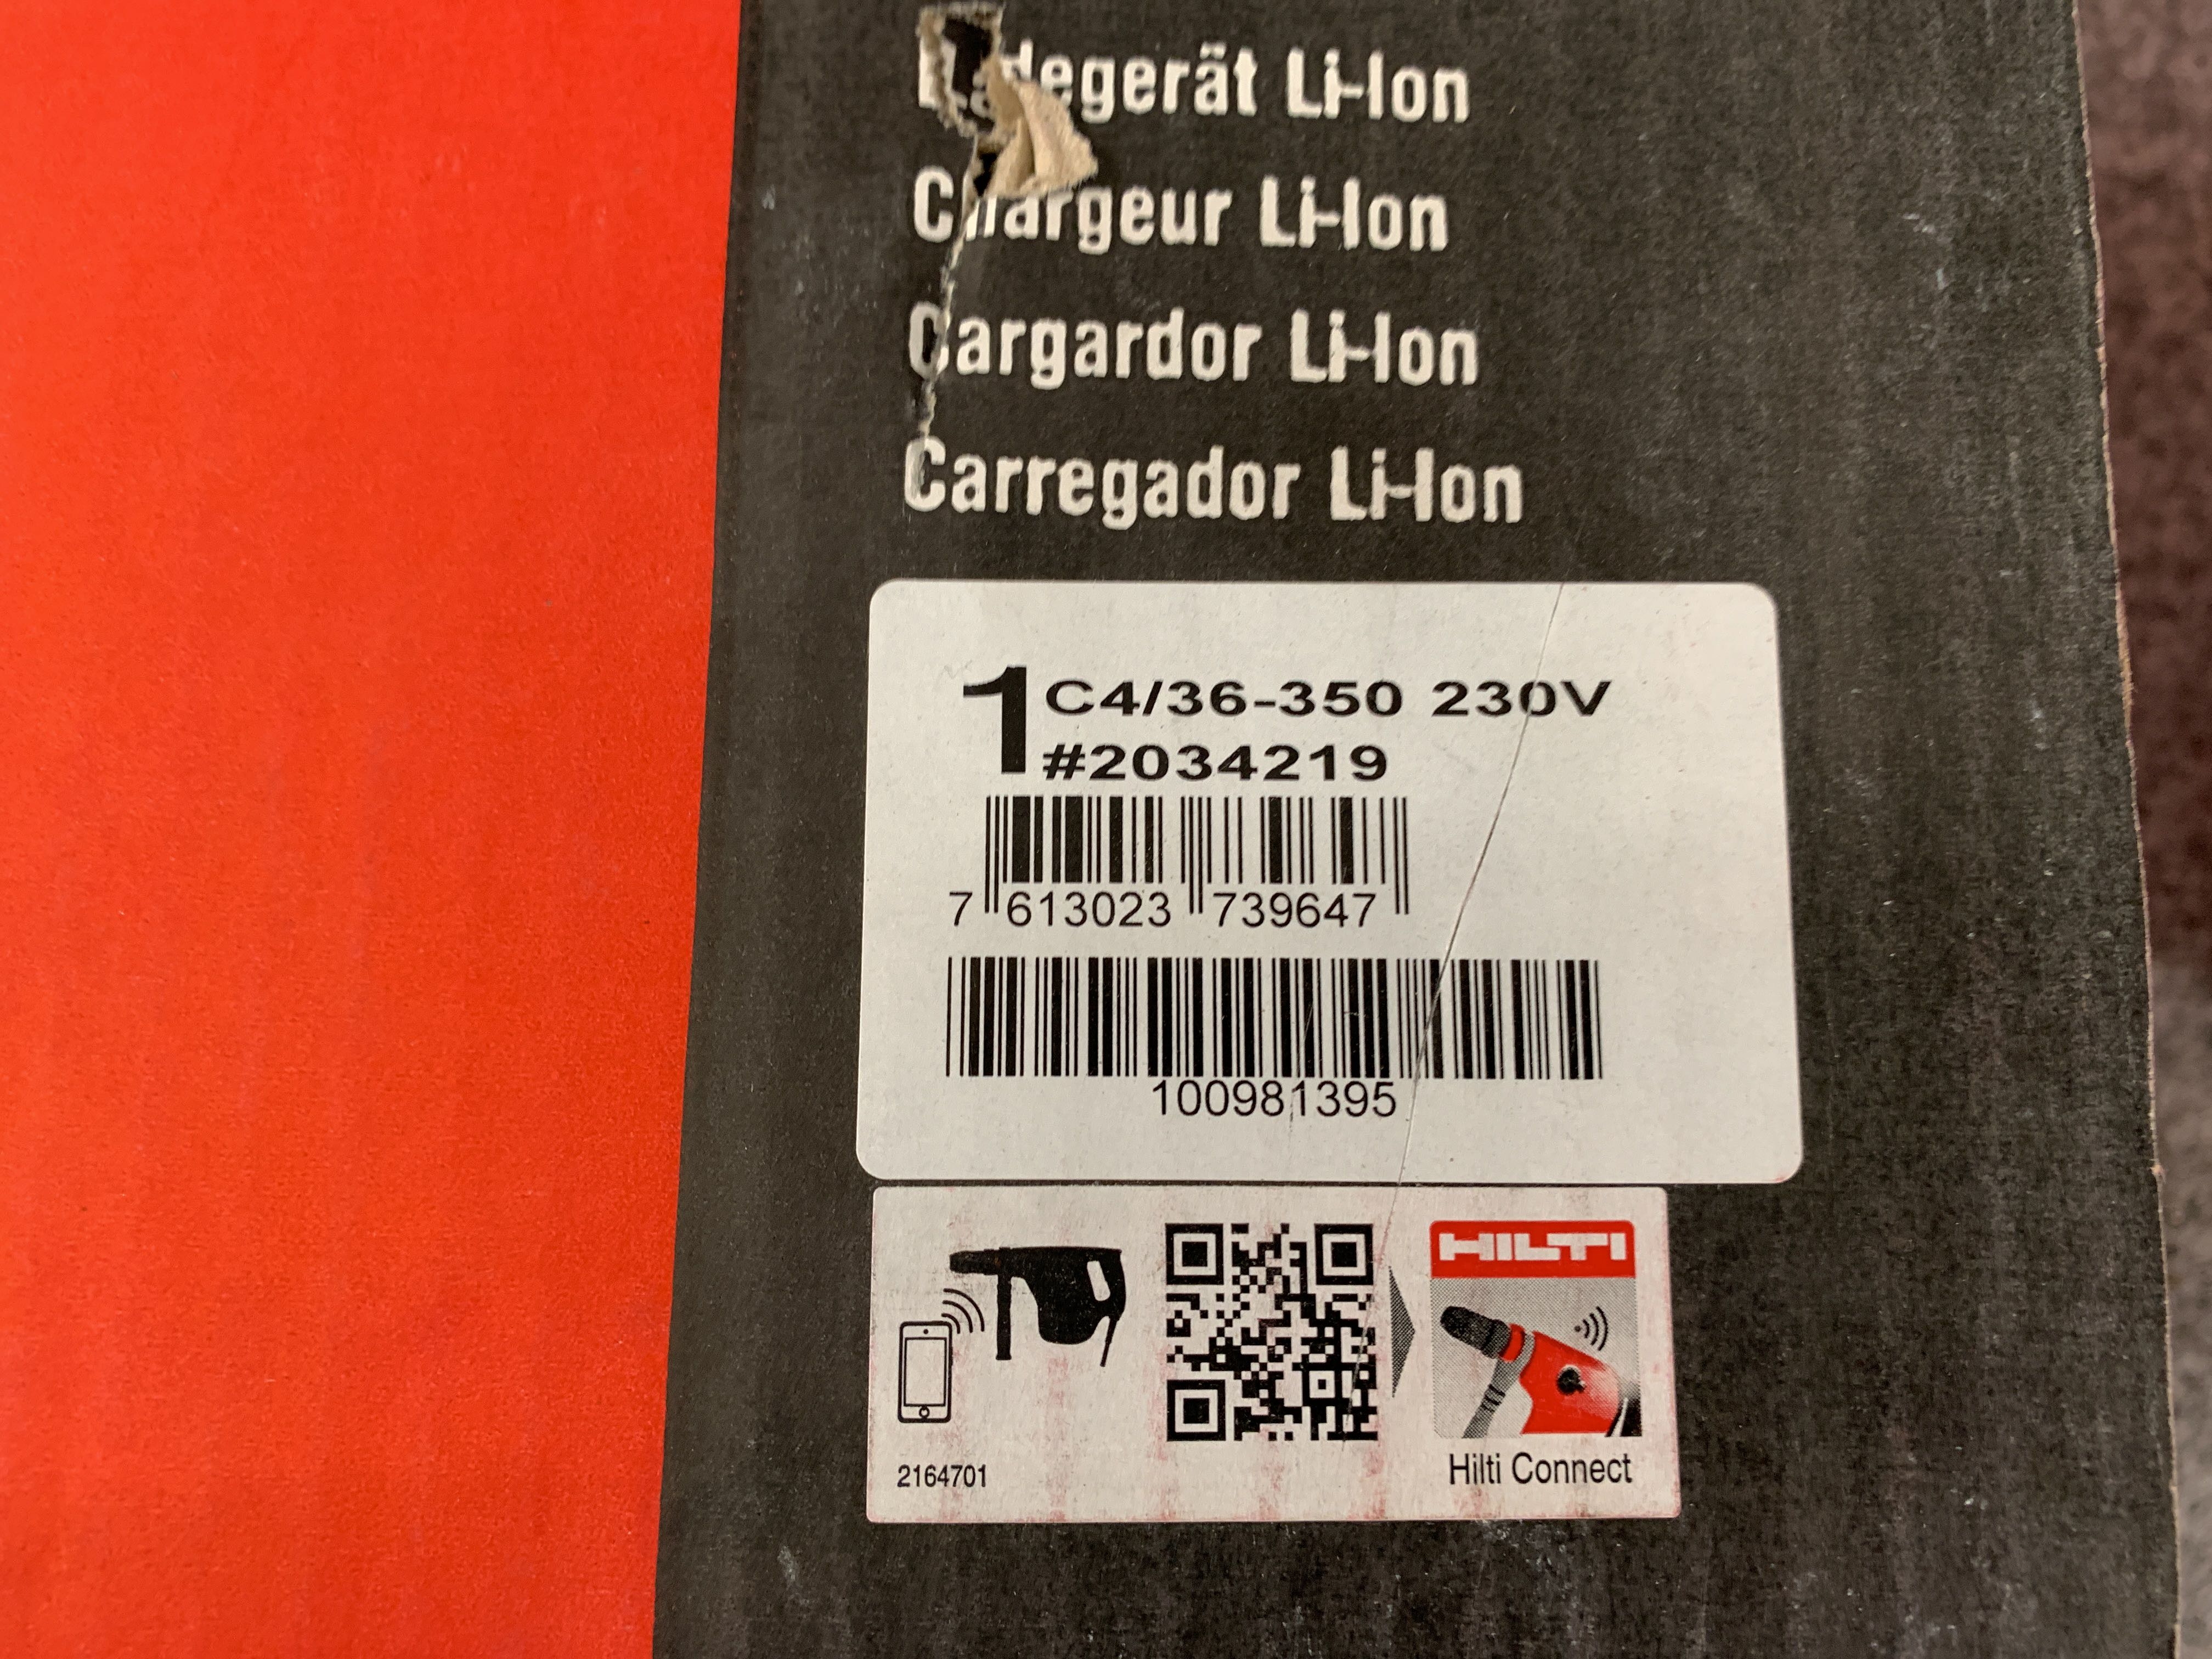 Ladegerät Li-Ion
Chargeur Li-Ion
Cargardor Li-Ion
Carregador Li-Ion
1 C4/36-350 230V
#2034219
7 613023 739647
100981395
HILTI
2164701
Hilti Connect